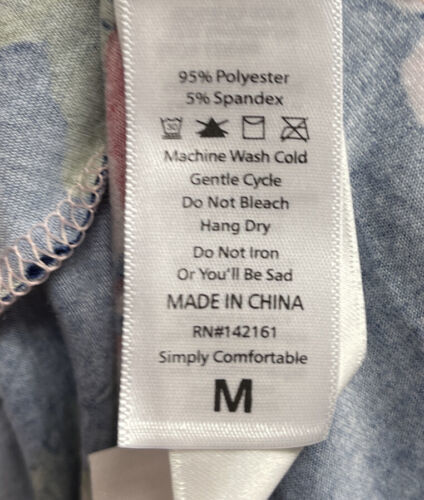 95% Polyester
5% Spandex
30
Machine Wash Cold
Gentle Cycle
Do Not Bleach
Hang Dry
Do Not Iron
Or You'll Be Sad
MADE IN CHINA
RN#142161
Simply Comfortable
M